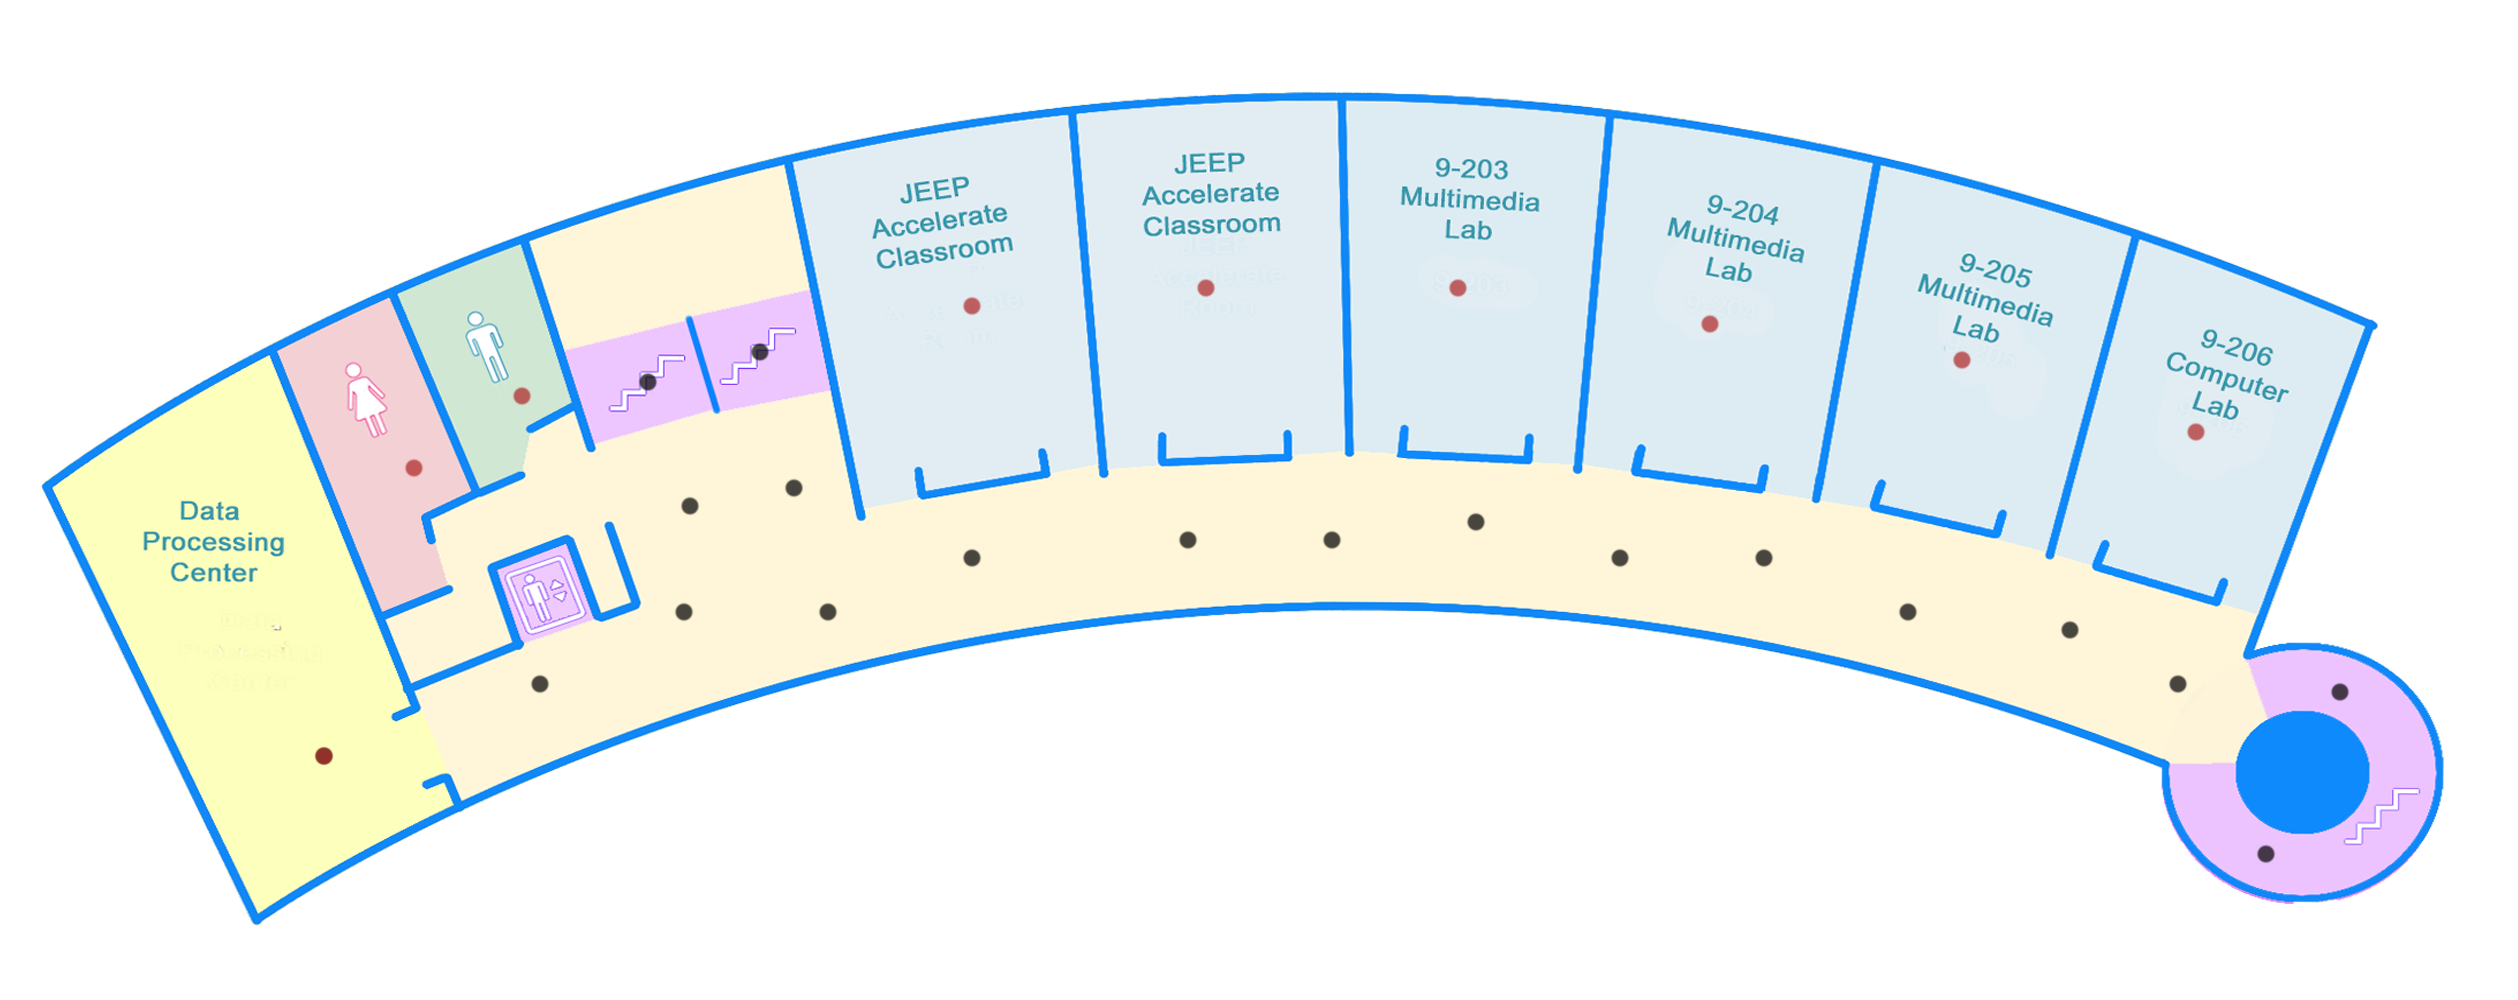 JEEP
Accelerate
Classroom
JEEP
Accelerate
Classroom
9-203
Multimedia
Lab
9-204
Multimedia
Lab
9-205
Multimedia
Lab
9-206
Computer
Lab
Data
Processing
Center